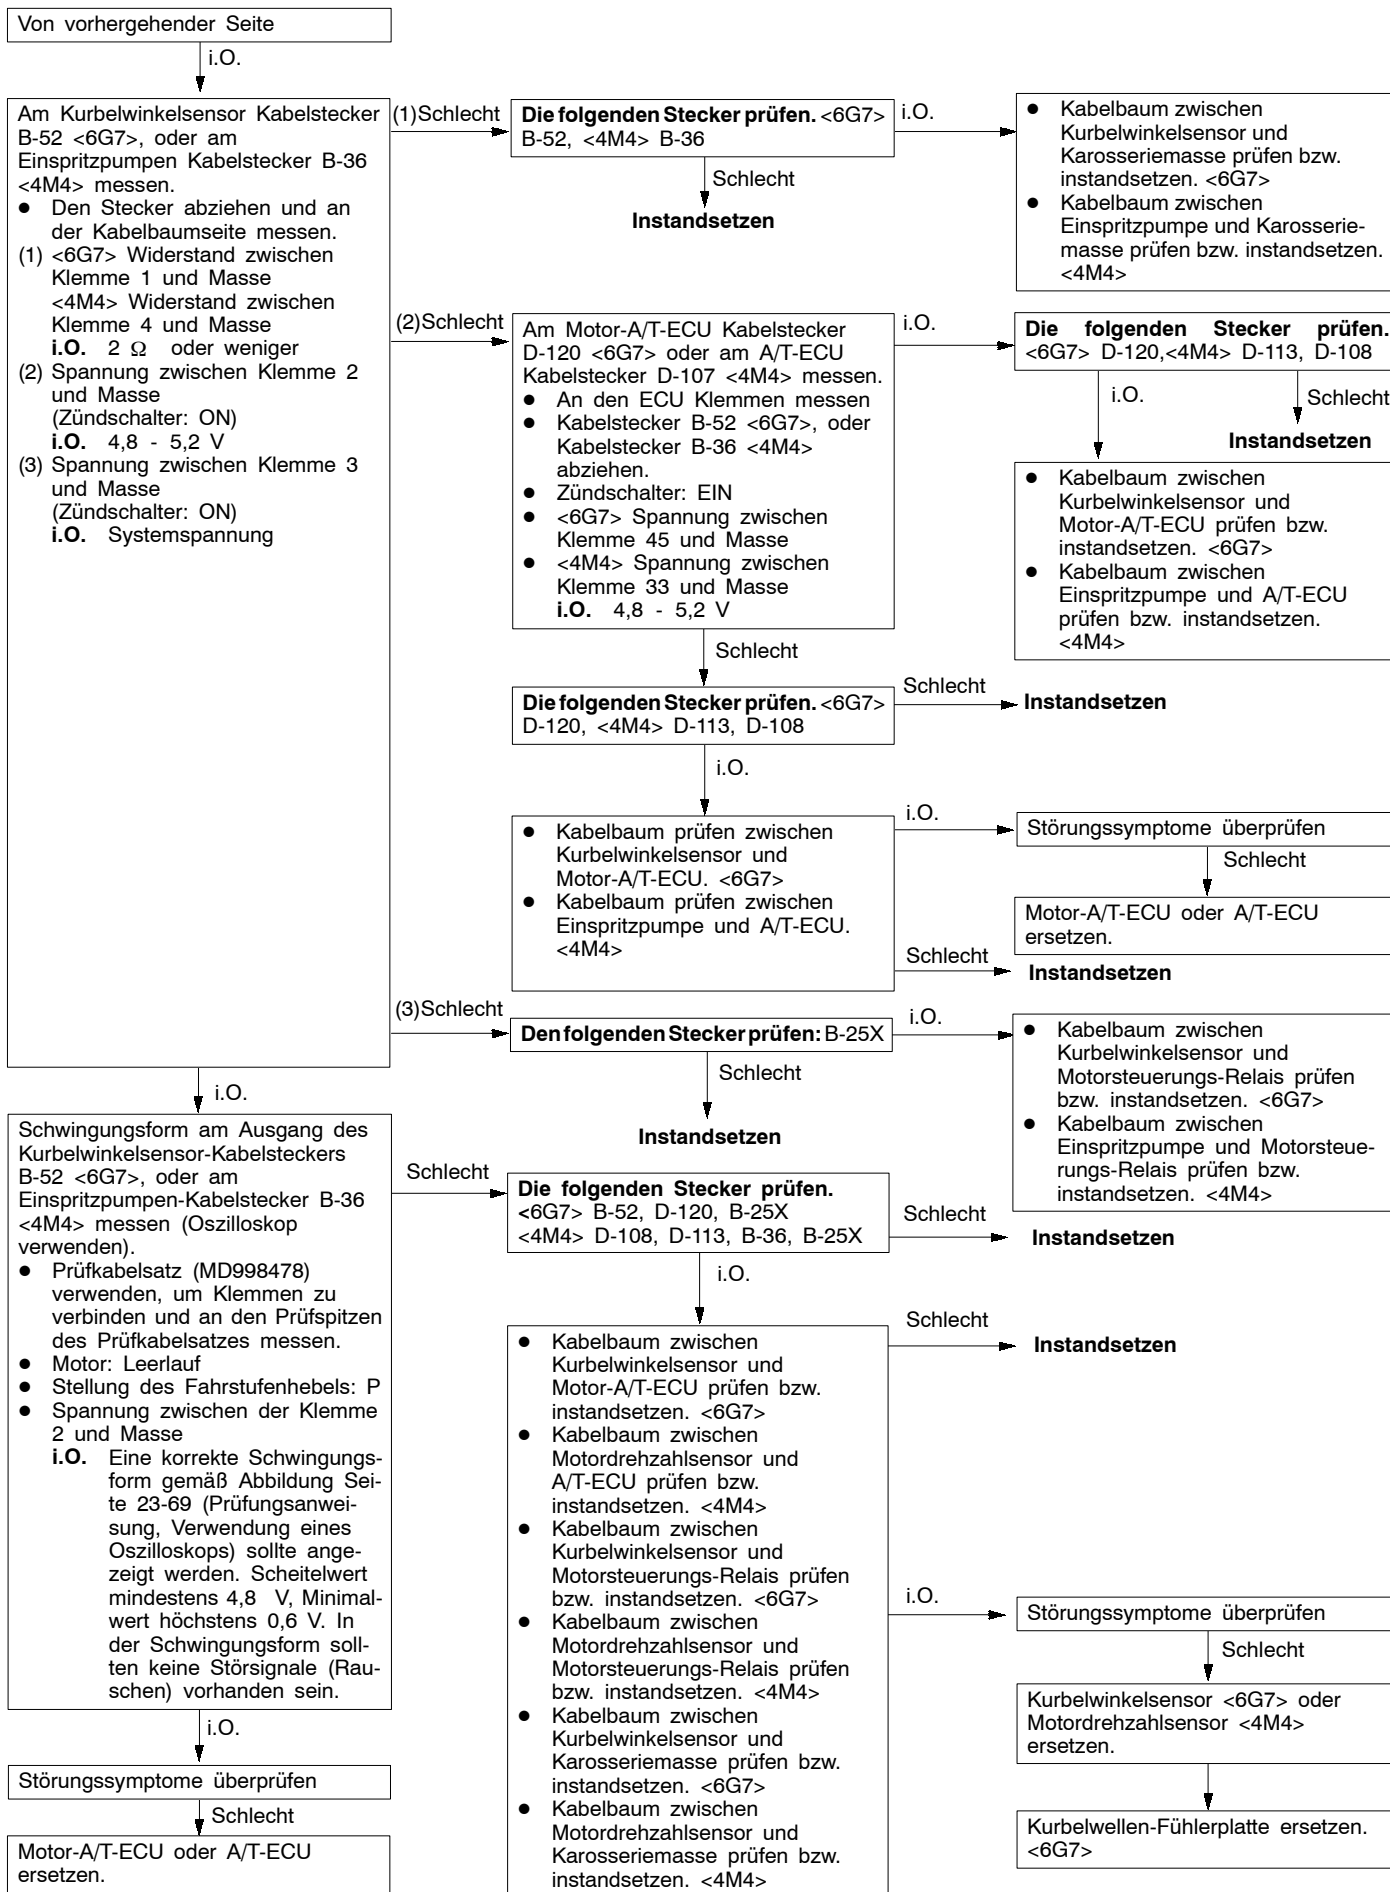 Von vorhergehender Seite
i.O.
Am Kurbelwinkelsensor Kabelstecker
B-52 <6G7>, oder am
Einspritzpumpen Kabelstecker B-36
<4M4> messen.
● Den Stecker abziehen und an
der Kabelbaumseite messen.
(1) <6G7> Widerstand zwischen
Klemme 1 und Masse
<4M4> Widerstand zwischen
Klemme 4 und Masse
i.O. 2 Ω oder weniger
(2) Spannung zwischen Klemme 2
und Masse
(Zündschalter: ON)
i.O. 4,8 - 5,2 V
(3) Spannung zwischen Klemme 3
und Masse
(Zündschalter: ON)
i.O. Systemspannung
(1)Schlecht
Die folgenden Stecker prüfen. <6G7>
B-52, <4M4> B-36
Schlecht
Instandsetzen
i.O.
● Kabelbaum zwischen
Kurbelwinkelsensor und
Karosseriemasse prüfen bzw.
instandsetzen. <6G7>
● Kabelbaum zwischen
Einspritzpumpe und Karosserie-
masse prüfen bzw. instandsetzen.
<4M4>
(2)Schlecht
Am Motor-A/T-ECU Kabelstecker
D-120 <6G7> oder am A/T-ECU
Kabelstecker D-107 <4M4> messen.
● An den ECU Klemmen messen
● Kabelstecker B-52 <6G7>, oder
Kabelstecker B-36 <4M4>
abziehen.
● Zündschalter: EIN
● <6G7> Spannung zwischen
Klemme 45 und Masse
● <4M4> Spannung zwischen
Klemme 33 und Masse
i.O. 4,8 - 5,2 V
i.O.
Die folgenden Stecker prüfen.
<6G7> D-120,<4M4> D-113, D-108
i.O.
Schlecht
Instandsetzen
● Kabelbaum zwischen
Kurbelwinkelsensor und
Motor-A/T-ECU prüfen bzw.
instandsetzen. <6G7>
● Kabelbaum zwischen
Einspritzpumpe und A/T-ECU
prüfen bzw. instandsetzen.
<4M4>
Schlecht
Die folgenden Stecker prüfen. <6G7>
D-120, <4M4> D-113, D-108
Schlecht
Instandsetzen
i.O.
● Kabelbaum prüfen zwischen
Kurbelwinkelsensor und
Motor-A/T-ECU. <6G7>
● Kabelbaum prüfen zwischen
Einspritzpumpe und A/T-ECU.
<4M4>
i.O.
Störungssymptome überprüfen
Schlecht
Motor-A/T-ECU oder A/T-ECU
ersetzen.
Schlecht
Instandsetzen
(3)Schlecht
Den folgenden Stecker prüfen: B-25X
i.O.
● Kabelbaum zwischen
Kurbelwinkelsensor und
Motorsteuerungs-Relais prüfen
bzw. instandsetzen. <6G7>
● Kabelbaum zwischen
Einspritzpumpe und Motorsteue-
rungs-Relais prüfen bzw.
instandsetzen. <4M4>
Schlecht
Instandsetzen
i.O.
Schwingungsform am Ausgang des
Kurbelwinkelsensor-Kabelsteckers
B-52 <6G7>, oder am
Einspritzpumpen-Kabelstecker B-36
<4M4> messen (Oszilloskop
verwenden).
● Prüfkabelsatz (MD998478)
verwenden, um Klemmen zu
verbinden und an den Prüfspitzen
des Prüfkabelsatzes messen.
● Motor: Leerlauf
● Stellung des Fahrstufenhebels: P
● Spannung zwischen der Klemme
2 und Masse
i.O. Eine korrekte Schwingungs-
form gemäß Abbildung Sei-
te 23-69 (Prüfungsanwei-
sung, Verwendung eines
Oszilloskops) sollte ange-
zeigt werden. Scheitelwert
mindestens 4,8 V, Minimal-
wert höchstens 0,6 V. In
der Schwingungsform soll-
ten keine Störsignale (Rau-
schen) vorhanden sein.
Schlecht
Die folgenden Stecker prüfen.
<6G7> B-52, D-120, B-25X
<4M4> D-108, D-113, B-36, B-25X
Schlecht
Instandsetzen
i.O.
● Kabelbaum zwischen
Kurbelwinkelsensor und
Motor-A/T-ECU prüfen bzw.
instandsetzen. <6G7>
● Kabelbaum zwischen
Motordrehzahlsensor und
A/T-ECU prüfen bzw.
instandsetzen. <4M4>
● Kabelbaum zwischen
Kurbelwinkelsensor und
Motorsteuerungs-Relais prüfen
bzw. instandsetzen. <6G7>
● Kabelbaum zwischen
Motordrehzahlsensor und
Motorsteuerungs-Relais prüfen
bzw. instandsetzen. <4M4>
● Kabelbaum zwischen
Kurbelwinkelsensor und
Karosseriemasse prüfen bzw.
instandsetzen. <6G7>
● Kabelbaum zwischen
Motordrehzahlsensor und
Karosseriemasse prüfen bzw.
instandsetzen. <4M4>
Schlecht
Instandsetzen
i.O.
Störungssymptome überprüfen
Schlecht
Kurbelwinkelsensor <6G7> oder
Motordrehzahlsensor <4M4>
ersetzen.
Kurbelwellen-Fühlerplatte ersetzen.
<6G7>
i.O.
Störungssymptome überprüfen
Schlecht
Motor-A/T-ECU oder A/T-ECU
ersetzen.